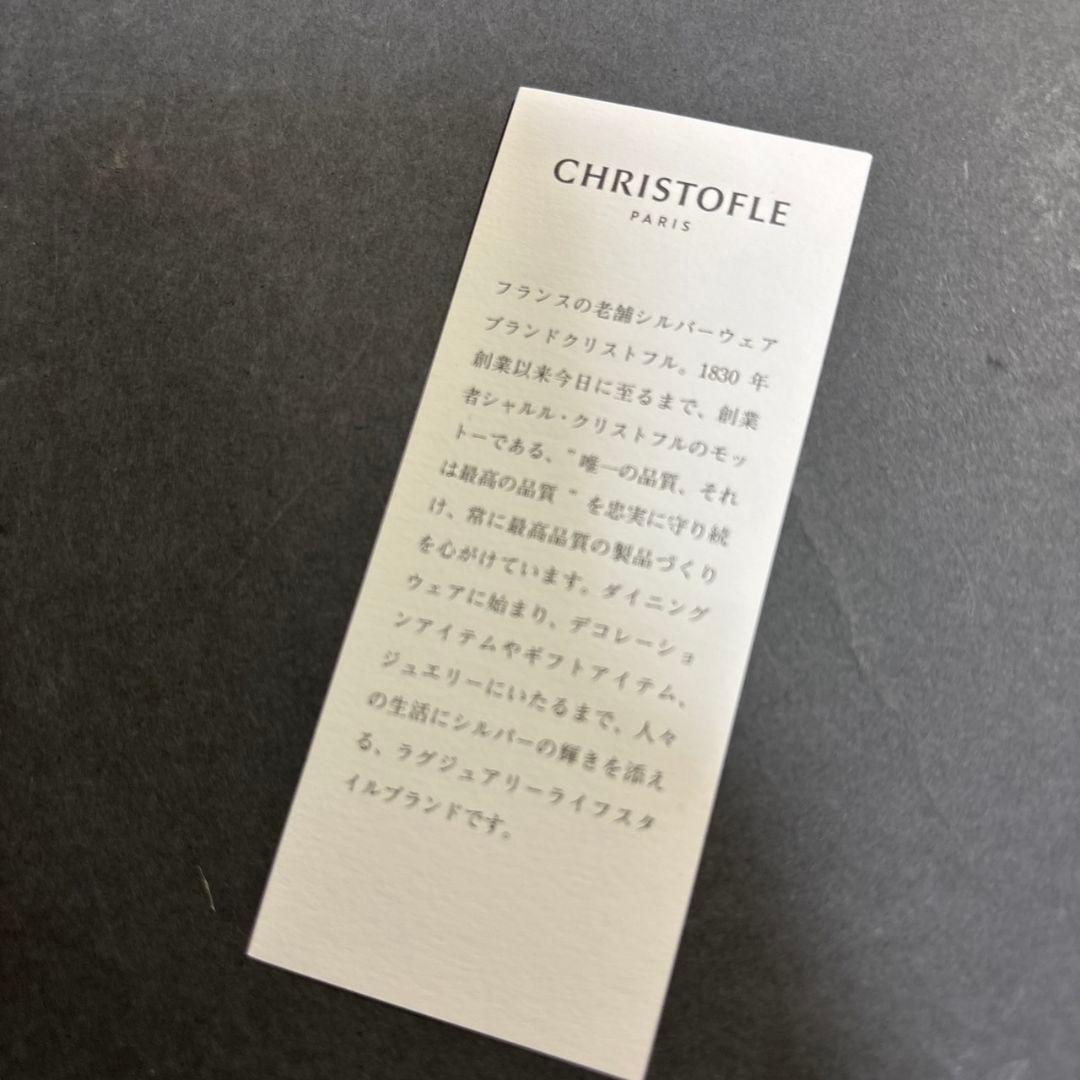 CHRISTOFLE
PARIS
フランスの老舗シルバーウェア
ブランドクリストフル。1830 年
創業以来今日に至るまで、創業
者シャルル・クリストフルのモッ
トーである、"唯一の品質、それ
は最高の品質 " を忠実に守り続
け、常に最高品質の製品づくり
を心がけています。ダイニング
ウェアに始まり、デコレーショ
ンアイテムやギフトアイテム、
ジュエリーにいたるまで、人々
の生活にシルバーの輝きを添え
る、ラグジュアリーライフスタ
イルブランドです。